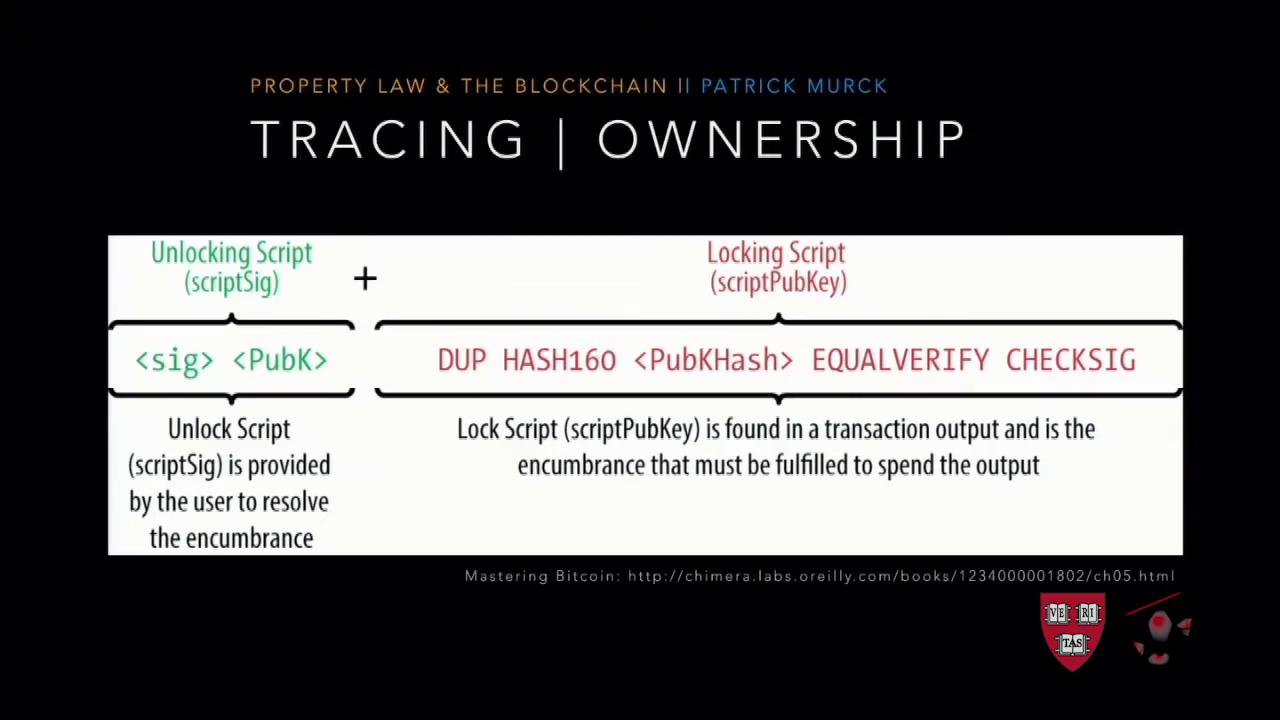 PROPERTY LAW & THE BLOCKCHAIN || PATRICK MURCK
TRACING | OWNERSHIP
Unlocking Script
(scriptSig)
+
Locking Script
(scriptPubKey)
<sig> <PubK>
DUP HASH160 <PubKHash> EQUALVERIFY CHECKSIG
Unlock Script
(scriptSig) is provided
by the user to resolve
the encumbrance
Lock Script (scriptPubKey) is found in a transaction output and is the
encumbrance that must be fulfilled to spend the output
Mastering Bitcoin: http://chimera.labs.oreilly.com/books/1234000001802/ch05.html
VE RI
TAS